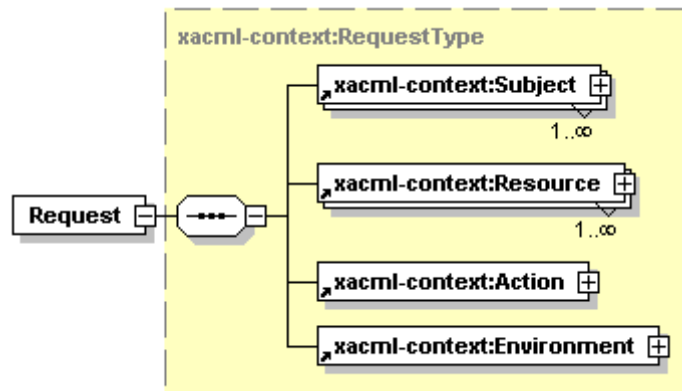 xacml-context:RequestType
xacml-context:Subject
1..∞
xacml-context:Resource
1..∞
Request
xacml-context:Action
xacml-context:Environment